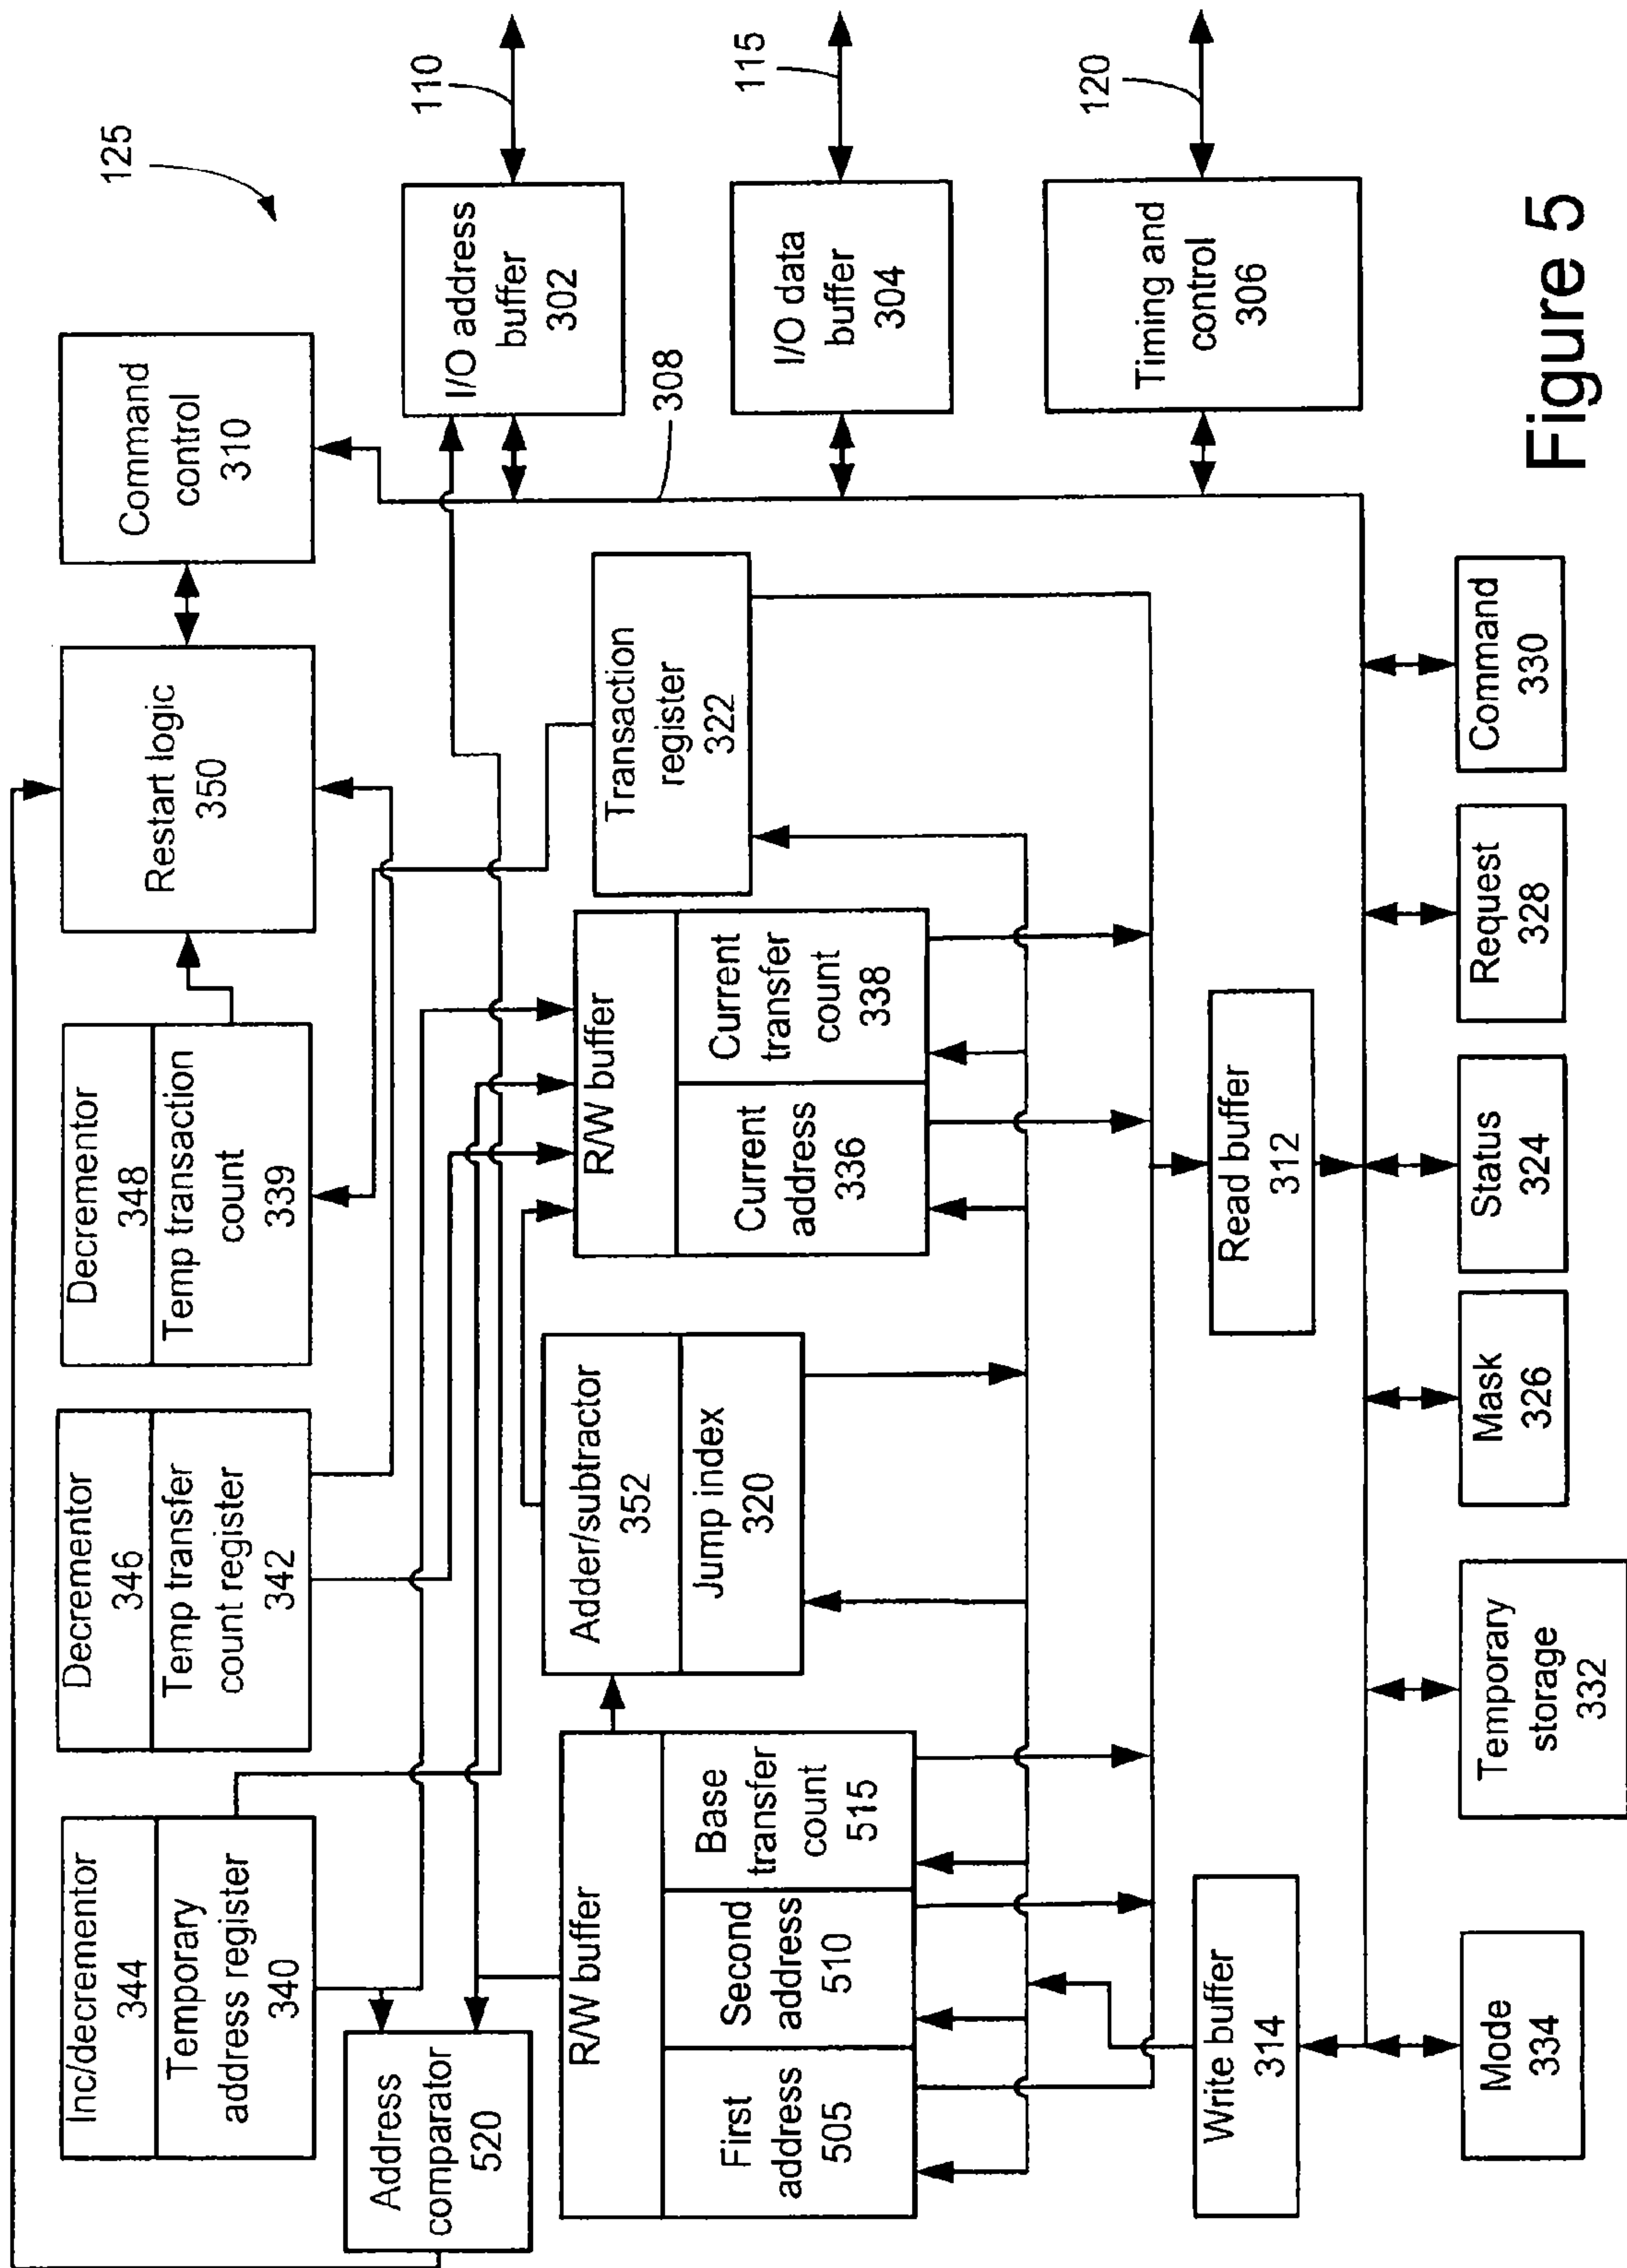 125
Inc/decrementor
344
Temporary
address register
340
Decrementor
346
Temp transfer
count register
342
Decrementor
348
Temp transaction
count
339
Restart logic
350
Command
control
310
Address
comparator
520
I/O address
buffer
302
110
R/W buffer
First
address
505
Second
address
510
Base
transfer
count
515
Adder/subtractor
352
Jump index
320
R/W buffer
Current
address
336
Current
transfer
count
338
Transaction
register
322
308
I/O data
buffer
304
115
Timing and
control
306
120
Write buffer
314
Read buffer
312
Mode
334
Temporary
storage
332
Mask
326
Status
324
Request
328
Command
330
Figure 5